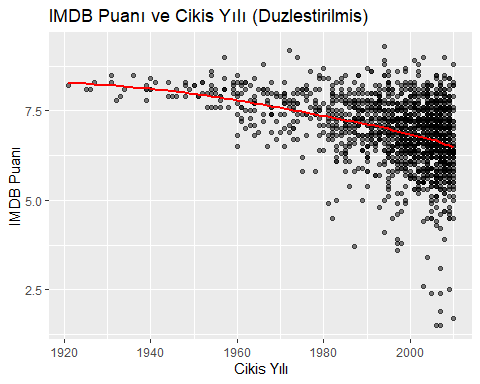 IMDB Puanı ve Cikis Yılı (Duzlestirilmis)
7.5
5.0
2.5
IMDB Puanı
1920 1940 1960 1980 2000
Cikis Yılı